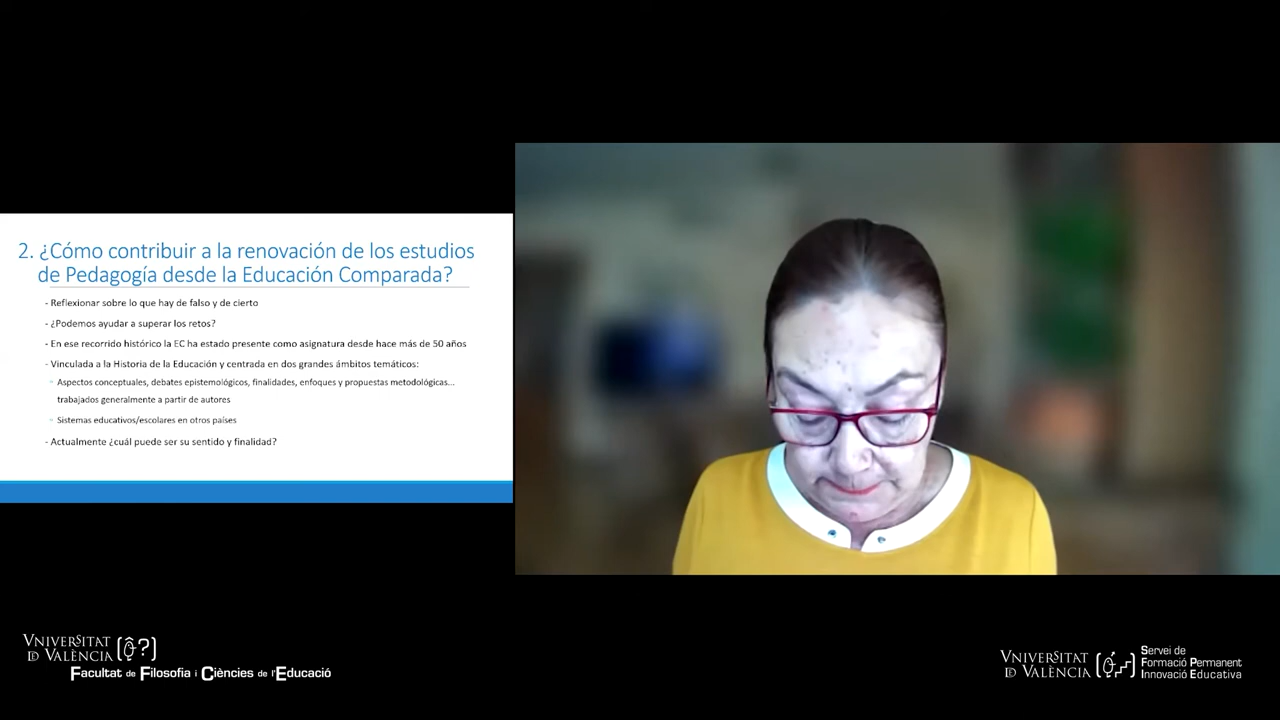 2. ¿Cómo contribuir a la renovación de los estudios
de Pedagogía desde la Educación Comparada?
- Reflexionar sobre lo que hay de falso y de cierto
- ¿Podemos ayudar a superar los retos?
- En ese recorrido histórico la EC ha estado presente como asignatura desde hace más de 50 años
- Vinculada a la Historia de la Educación y centrada en dos grandes ámbitos temáticos:
Aspectos conceptuales, debates epistemológicos, finalidades, enfoques y propuestas metodológicas...
trabajados generalmente a partir de autores
Sistemas educativos/escolares en otros países
- Actualmente ¿cuál puede ser su sentido y finalidad?
VNIVERSITAT
ID VALÈNCIA
Facultat de Filosofia i Ciències de l'Educació
VNIVERSITAT
ID VALÈNCIA
Servei de
Formació Permanent
Innovació Educativa